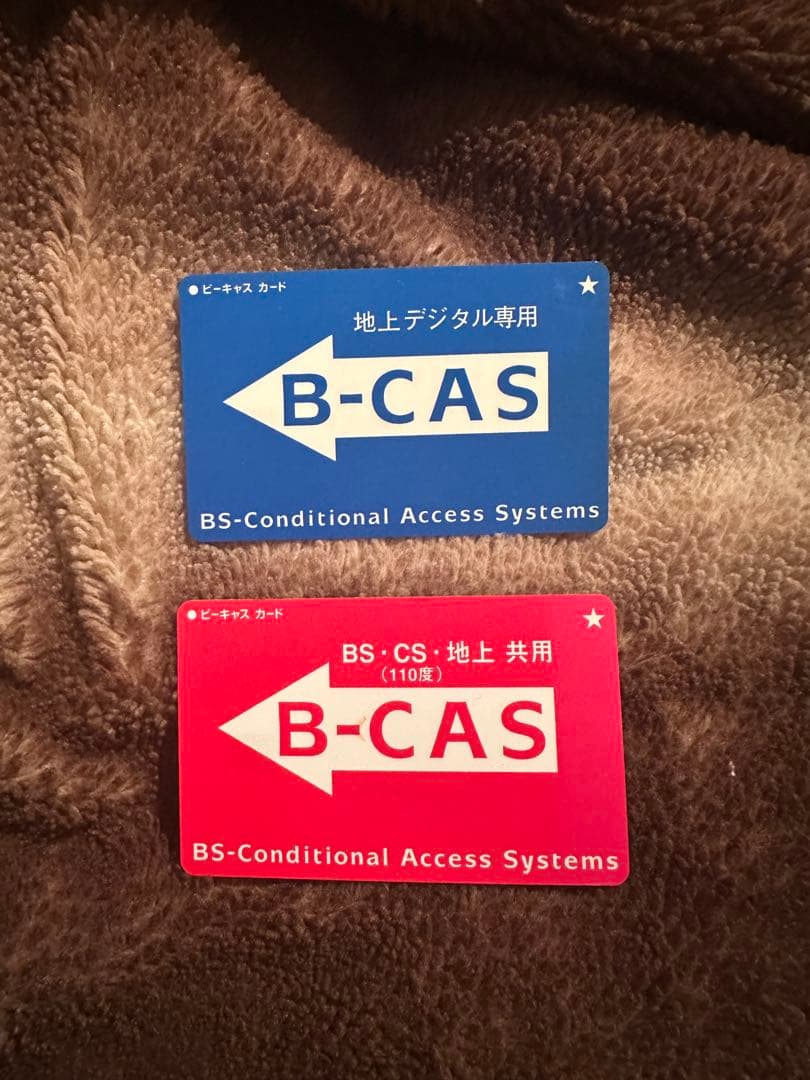 ●ビーキャス カード ★
地上デジタル専用
B-CAS
BS-Conditional Access Systems
●ビーキャス カード ★
BS・CS・地上 共用
（110度）
B-CAS
BS-Conditional Access Systems